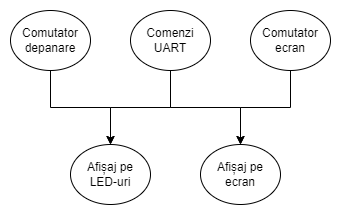 Comutator
depanare
Comenzi
UART
Comutator
ecran
Afișaj pe
LED-uri
Afișaj pe
ecran